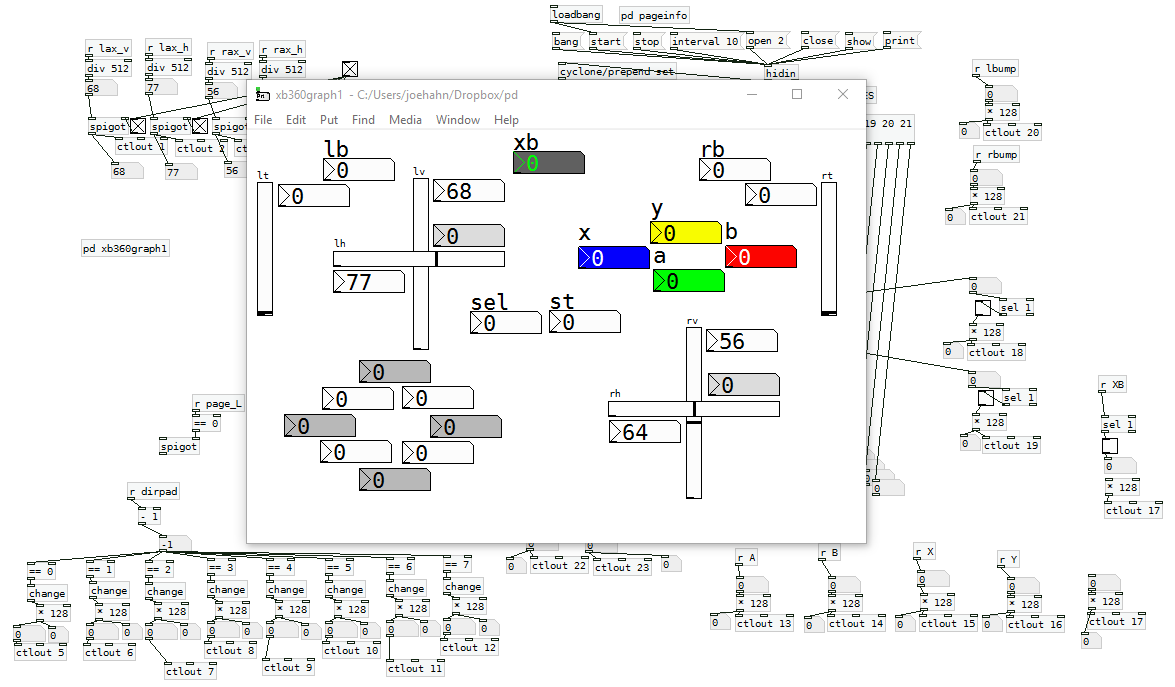 loadbang
pd pageinfo
bang start stop interval 10 open 2 close show print
cyclone/prepend set
hidin
r lax_v r lax_h r rax_v r rax_h
div 512 div 512 div 512 div 512
68 77 56
spigot spigot spigot
ctlout 1 ctlout 2
68 77 56
pd xb360graph1
r lbump
0
* 128
0 ctlout 20
r rbump
0
* 128
0 ctlout 21
19 20 21
xb360graph1 - C:/Users/joehahn/Dropbox/pd
File Edit Put Find Media Window Help
lb
0
xb
0
rb
0
lt
0
lv
68
0
lh
77
rt
0
y
0
x
0
b
0
a
0
sel
0
st
0
rv
56
0
rh
64
0
0 0
0 0
0 0
0
0
sel 1
* 128
0 ctlout 18
0
sel 1
* 128
0 ctlout 19
r XB
sel 1
0
* 128
ctlout 17
0
r page_L
== 0
spigot
r dirpad
- 1
-1
== 0 == 1 == 2 == 3 == 4 == 5 == 6 == 7
change change change change change change change change
* 128 * 128 * 128 * 128 * 128 * 128 * 128 * 128
0 0 0 0 0 0 0 0 0 0 0 0 0 0 0 0
ctlout 5 ctlout 6 ctlout 7 ctlout 8 ctlout 9 ctlout 10 ctlout 11 ctlout 12
0 ctlout 22 ctlout 23 0
r A
0
* 128
0 ctlout 13
r B
0
* 128
0 ctlout 14
r X
0
* 128
0 ctlout 15
r Y
0
* 128
0 ctlout 16
0
* 128
ctlout 17
0